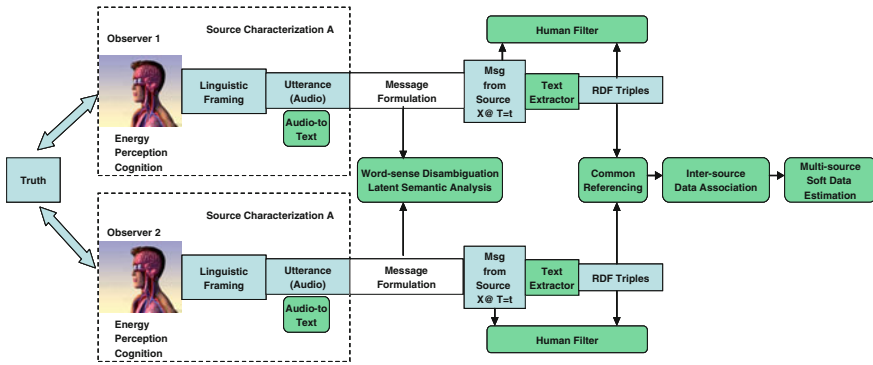 Human Filter
Observer 1
Source Characterization A
Linguistic
Framing
Utterance
(Audio)
Message
Formulation
Msg
from
Source
X@ T=t
Text
Extractor
RDF Triples
Audio-to
Text
Energy
Perception
Cognition
Truth
Word-sense Disambiguation
Latent Semantic Analysis
Common
Referencing
Inter-source
Data Association
Multi-source
Soft Data
Estimation
Source Characterization A
Observer 2
Linguistic
Framing
Utterance
(Audio)
Message
Formulation
Msg
from
Source
X@ T=t
Text
Extractor
RDF Triples
Audio-to
Text
Energy
Perception
Cognition
Human Filter